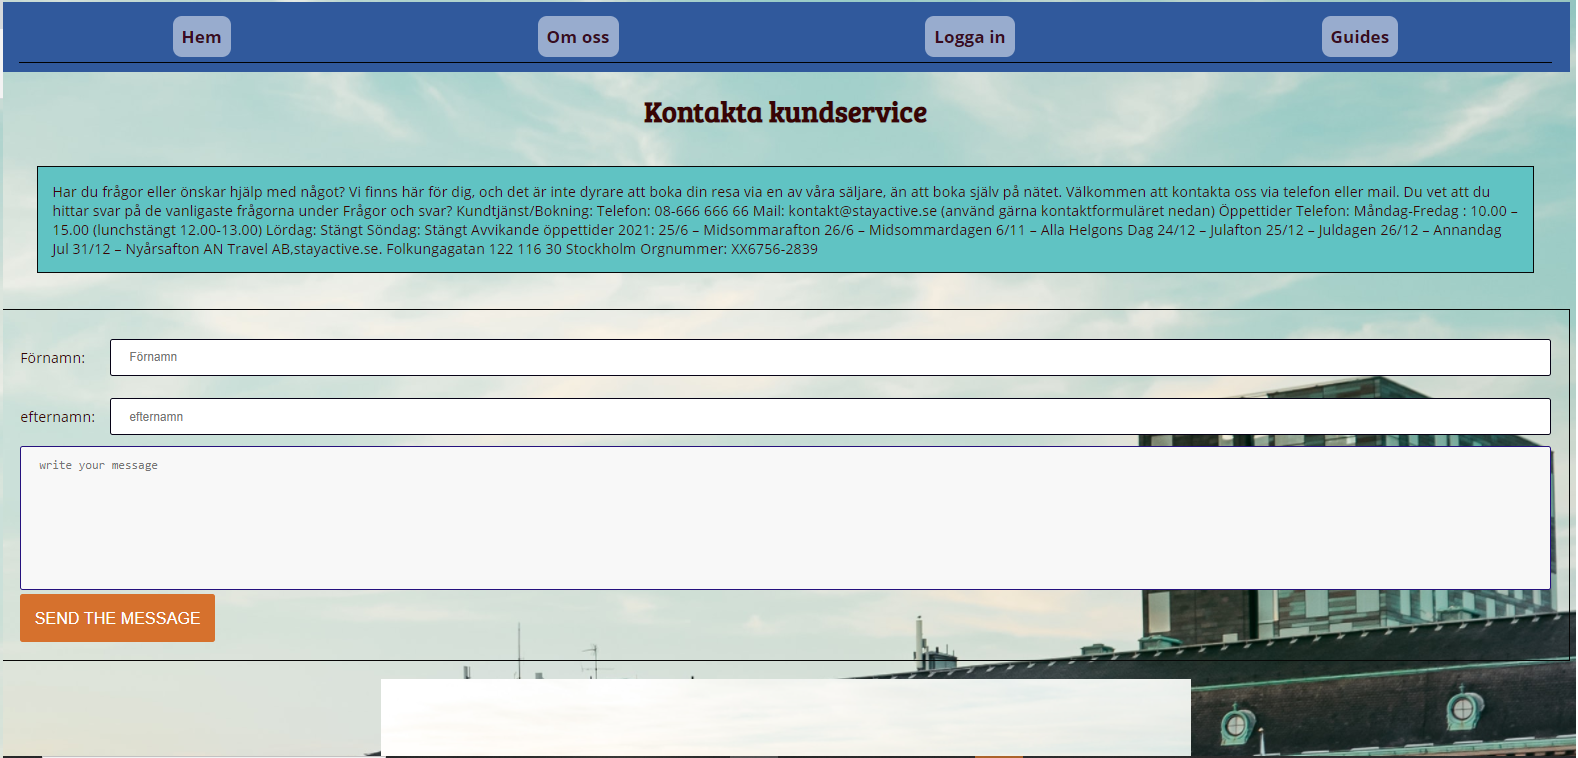 Hem
Om oss
Logga in
Guides
Kontakta kundservice
Har du frågor eller önskar hjälp med något? Vi finns här för dig, och det är inte dyrare att boka din resa via en av våra säljare, än att boka själv på nätet. Välkommen att kontakta oss via telefon eller mail. Du vet att du
hittar svar på de vanligaste frågorna under Frågor och svar? Kundtjänst/Bokning: Telefon: 08-666 666 66 Mail: kontakt@stayactive.se (använd gärna kontaktformuläret nedan) Öppettider Telefon: Måndag-Fredag : 10.00 –
15.00 (lunchstängt 12.00-13.00) Lördag: Stängt Söndag: Stängt Avvikande öppettider 2021: 25/6 – Midsommarafton 26/6 – Midsommardagen 6/11 – Alla Helgons Dag 24/12 – Julafton 25/12 – Juldagen 26/12 – Annandag
Jul 31/12 – Nyårsafton AN Travel AB,stayactive.se. Folkungagatan 122 116 30 Stockholm Orgnummer: XX6756-2839
Förnamn:
Förnamn
efternamn:
efternamn
write your message
SEND THE MESSAGE